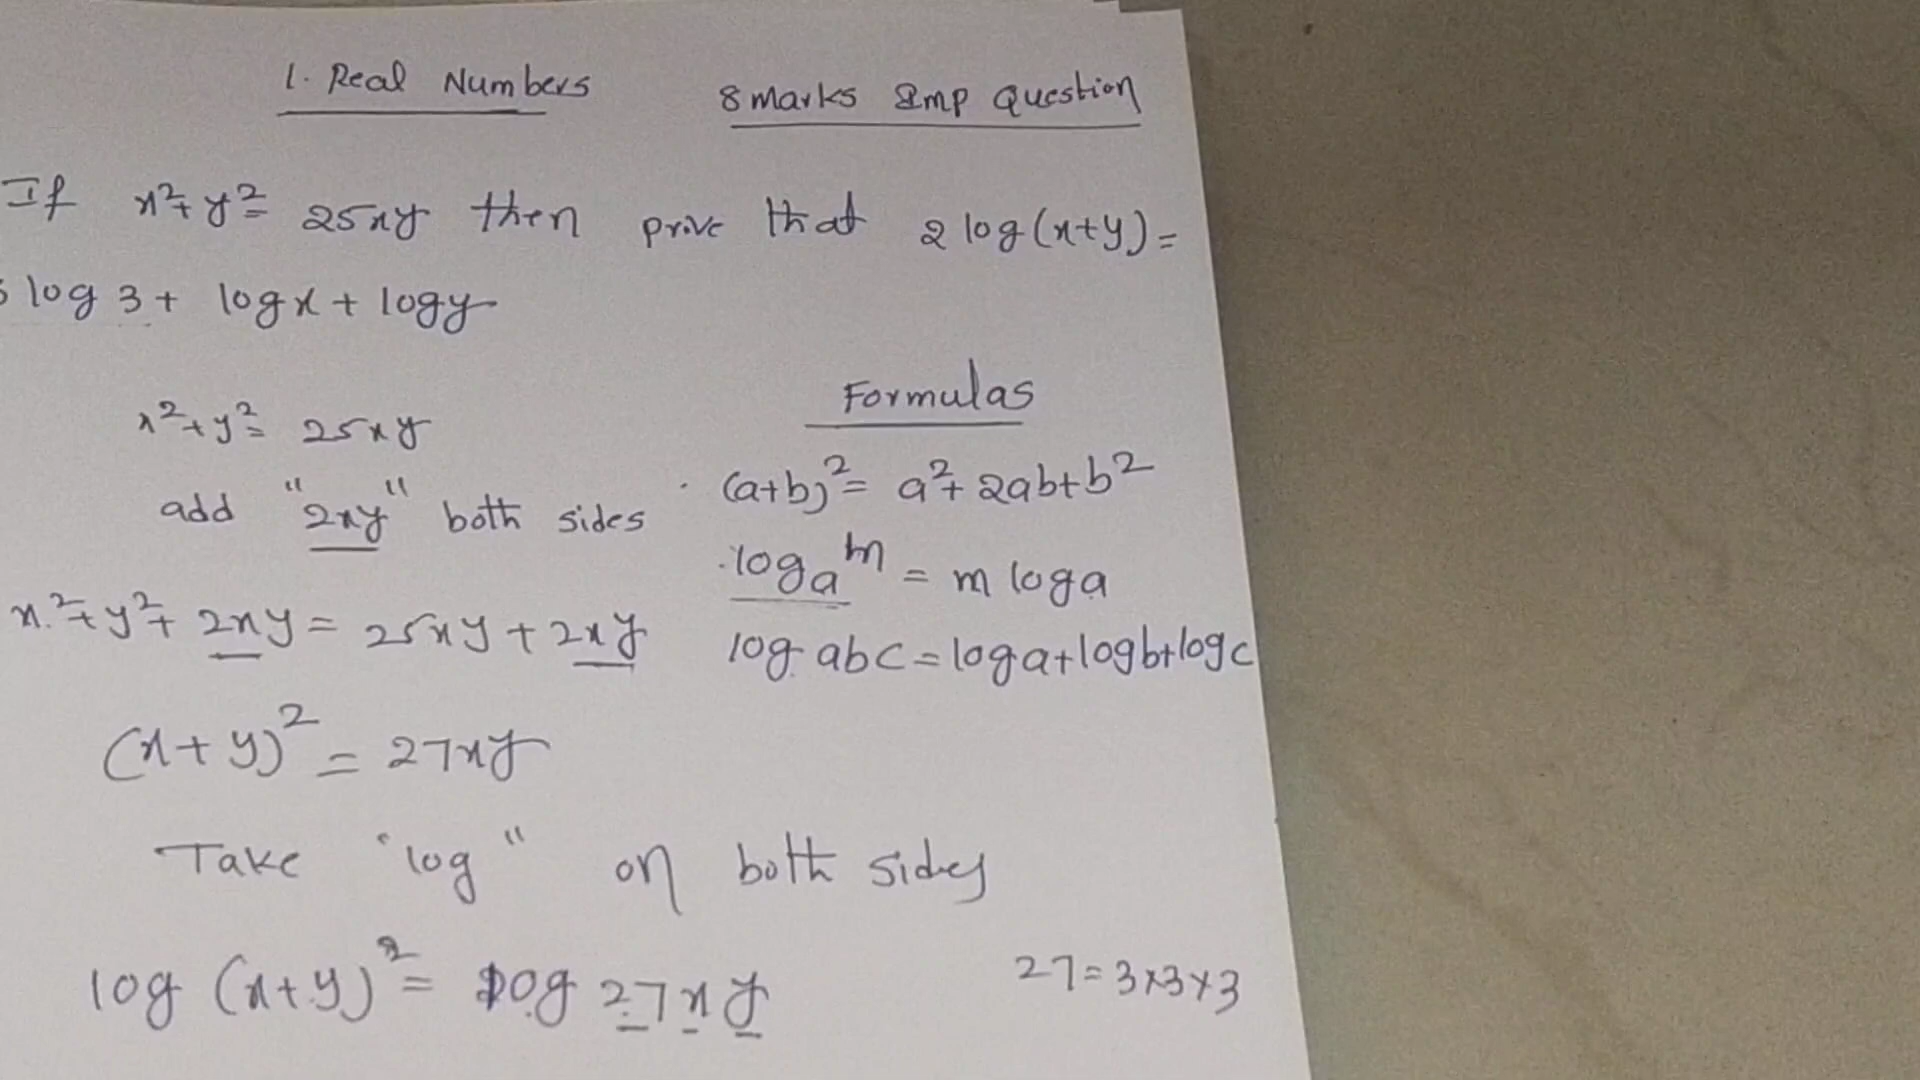 1. Real Numbers 8 marks Imp Question
If x²+y²= 25xy then prove that 2 log(x+y)=
3 log 3 + log x + log y
x²+y²= 25xy
add "2xy" both sides
x²+y²+ 2xy = 25xy + 2xy
(x+y)² = 27xy
Formulas
(a+b)²= a²+ 2ab+b²
log aᵐ = m log a
log abc = log a+log b+log c
Take "log" on both sides
log (x+y)² = log 27xy
27=3x3x3